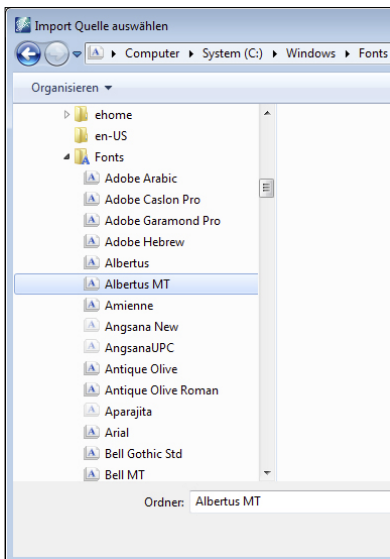 Import Quelle auswählen
Computer System (C:) Windows Fonts
Organisieren
ehome
en-US
Fonts
Adobe Arabic
Adobe Caslon Pro
Adobe Garamond Pro
Adobe Hebrew
Albertus
Albertus MT
Amienne
Angsana New
AngsanaUPC
Antique Olive
Antique Olive Roman
Aparajita
Arial
Bell Gothic Std
Bell MT
Ordner: Albertus MT